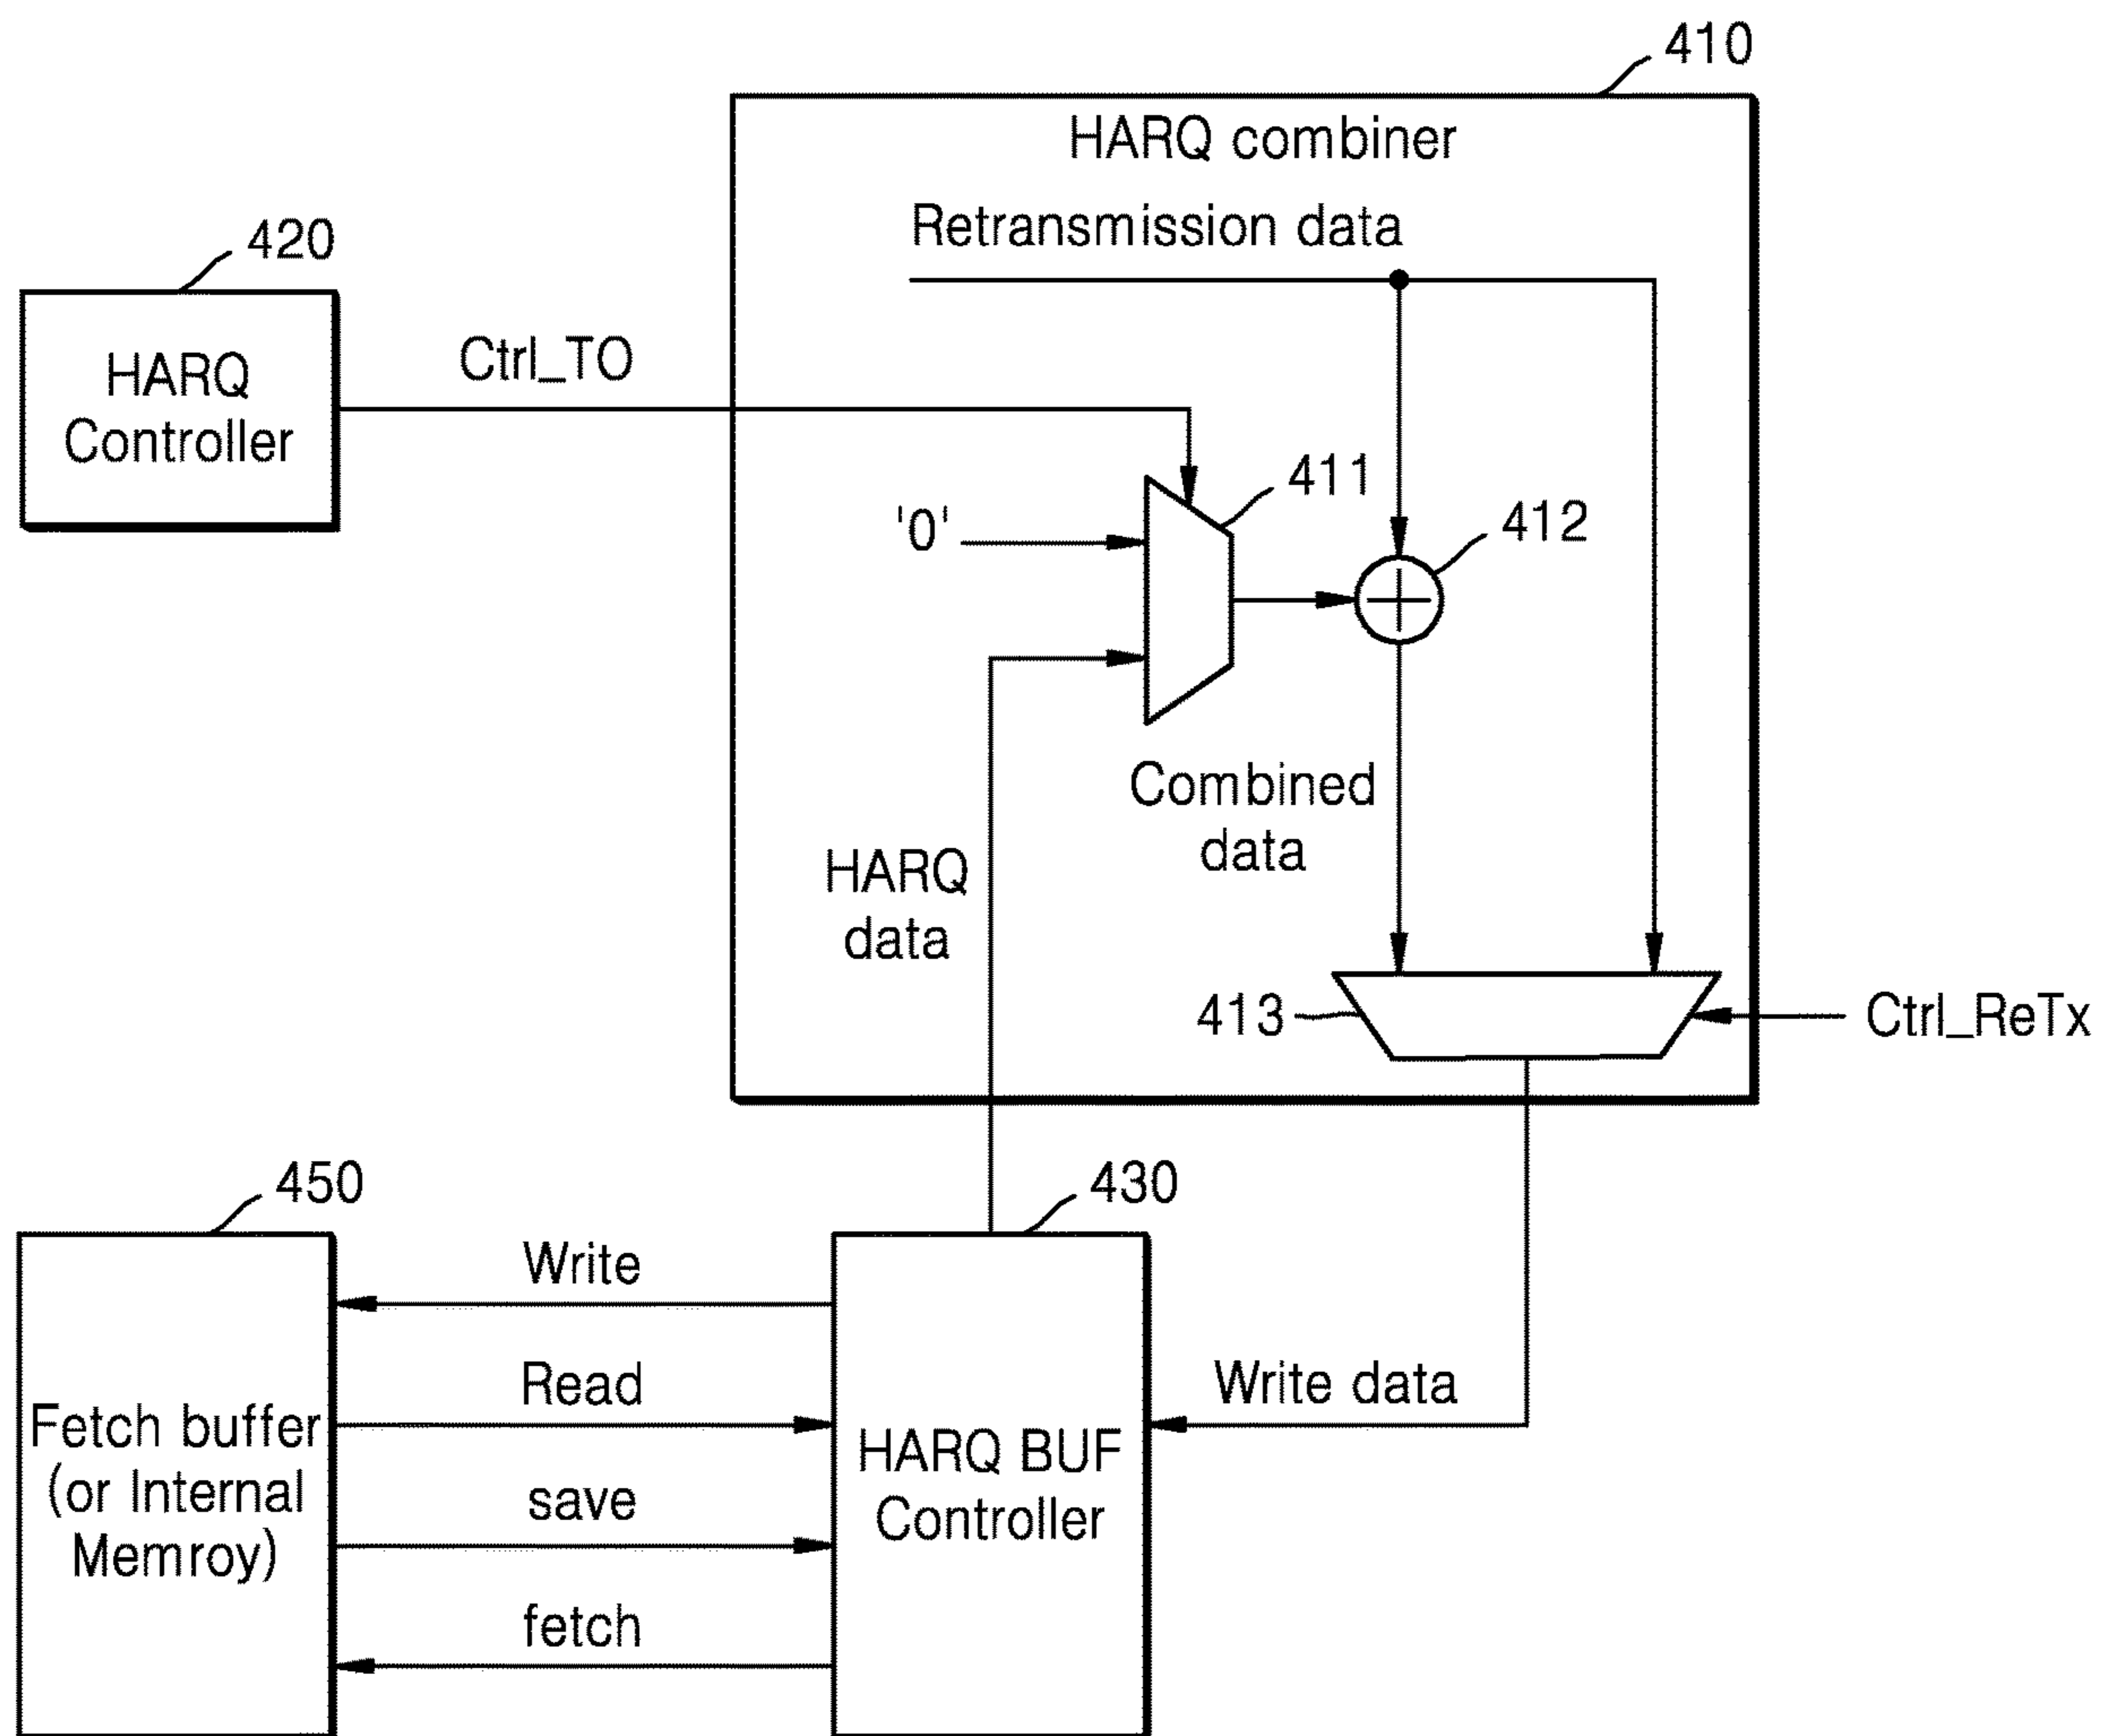 410
HARQ combiner
Retransmission data
420
HARQ
Controller
Ctrl_TO
411
'0'
412
Combined
data
HARQ
data
413
Ctrl_ReTx
450
430
Write
Read
Write data
Fetch buffer
(or Internal
Memroy)
HARQ BUF
Controller
save
fetch